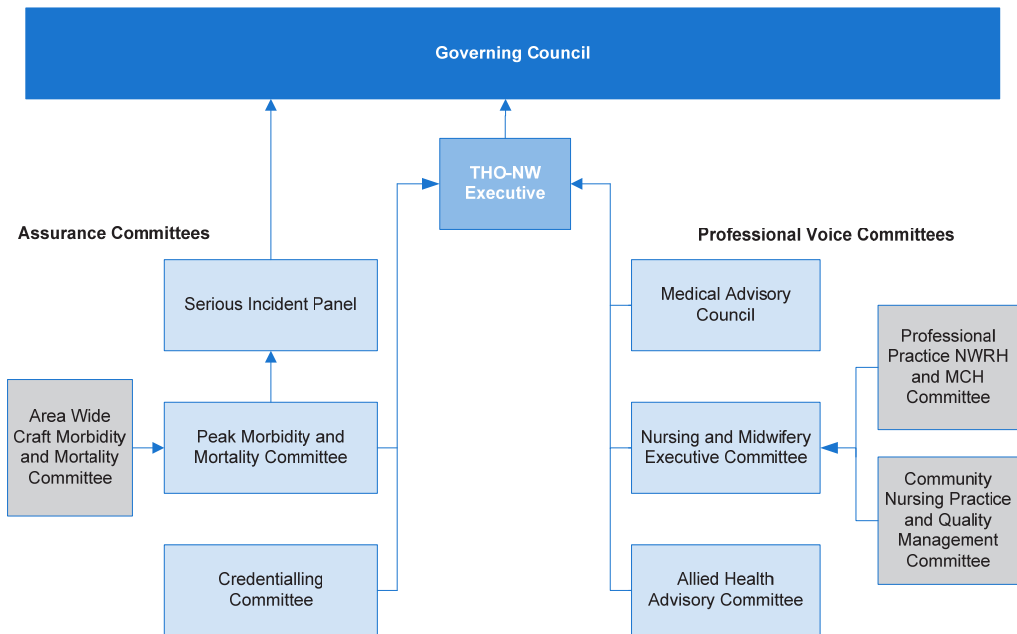 Governing Council
THO-NW
Executive
Assurance Committees
Professional Voice Committees
Serious Incident Panel
Medical Advisory
Council
Professional
Practice NWRH
and MCH
Committee
Area Wide
Craft Morbidity
and Mortality
Committee
Peak Morbidity and
Mortality Committee
Nursing and Midwifery
Executive Committee
Community
Nursing Practice
and Quality
Management
Committee
Credentialling
Committee
Allied Health
Advisory Committee